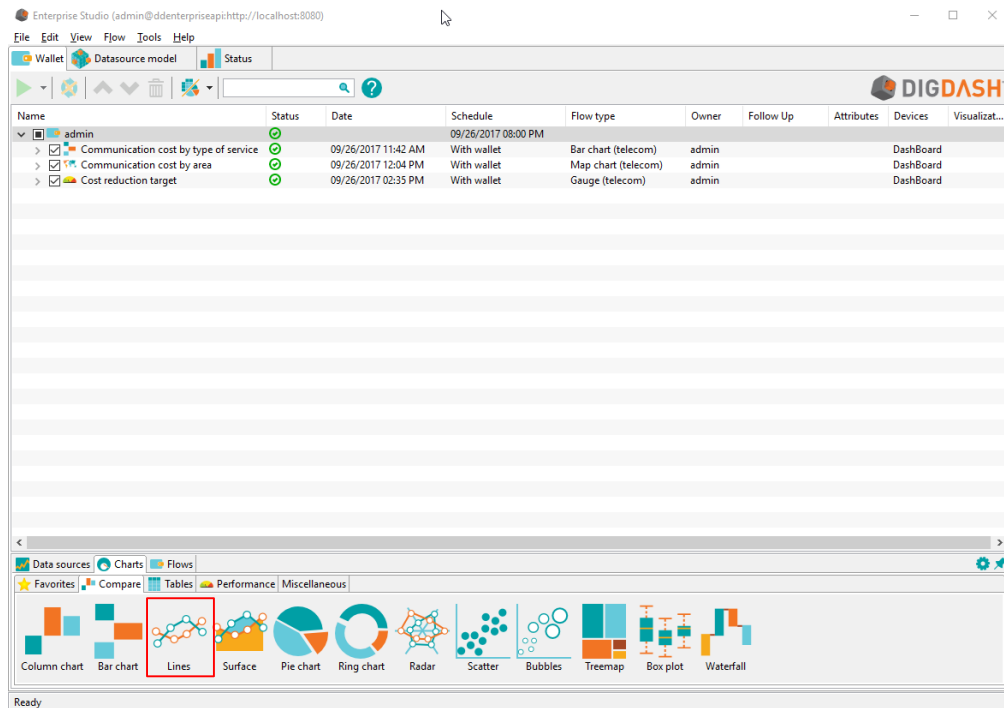 Enterprise Studio (admin@ddenterpriseapi:http://localhost:8080)
File Edit View Flow Tools Help
Wallet Datasource model Status
DIGDASH
Name Status Date Schedule Flow type Owner Follow Up Attributes Devices Visualizat...
admin 09/26/2017 08:00 PM
Communication cost by type of service 09/26/2017 11:42 AM With wallet Bar chart (telecom) admin DashBoard
Communication cost by area 09/26/2017 12:04 PM With wallet Map chart (telecom) admin DashBoard
Cost reduction target 09/26/2017 02:35 PM With wallet Gauge (telecom) admin DashBoard
Data sources Charts Flows
Favorites Compare Tables Performance Miscellaneous
Column chart Bar chart Lines Surface Pie chart Ring chart Radar Scatter Bubbles Treemap Box plot Waterfall
Ready